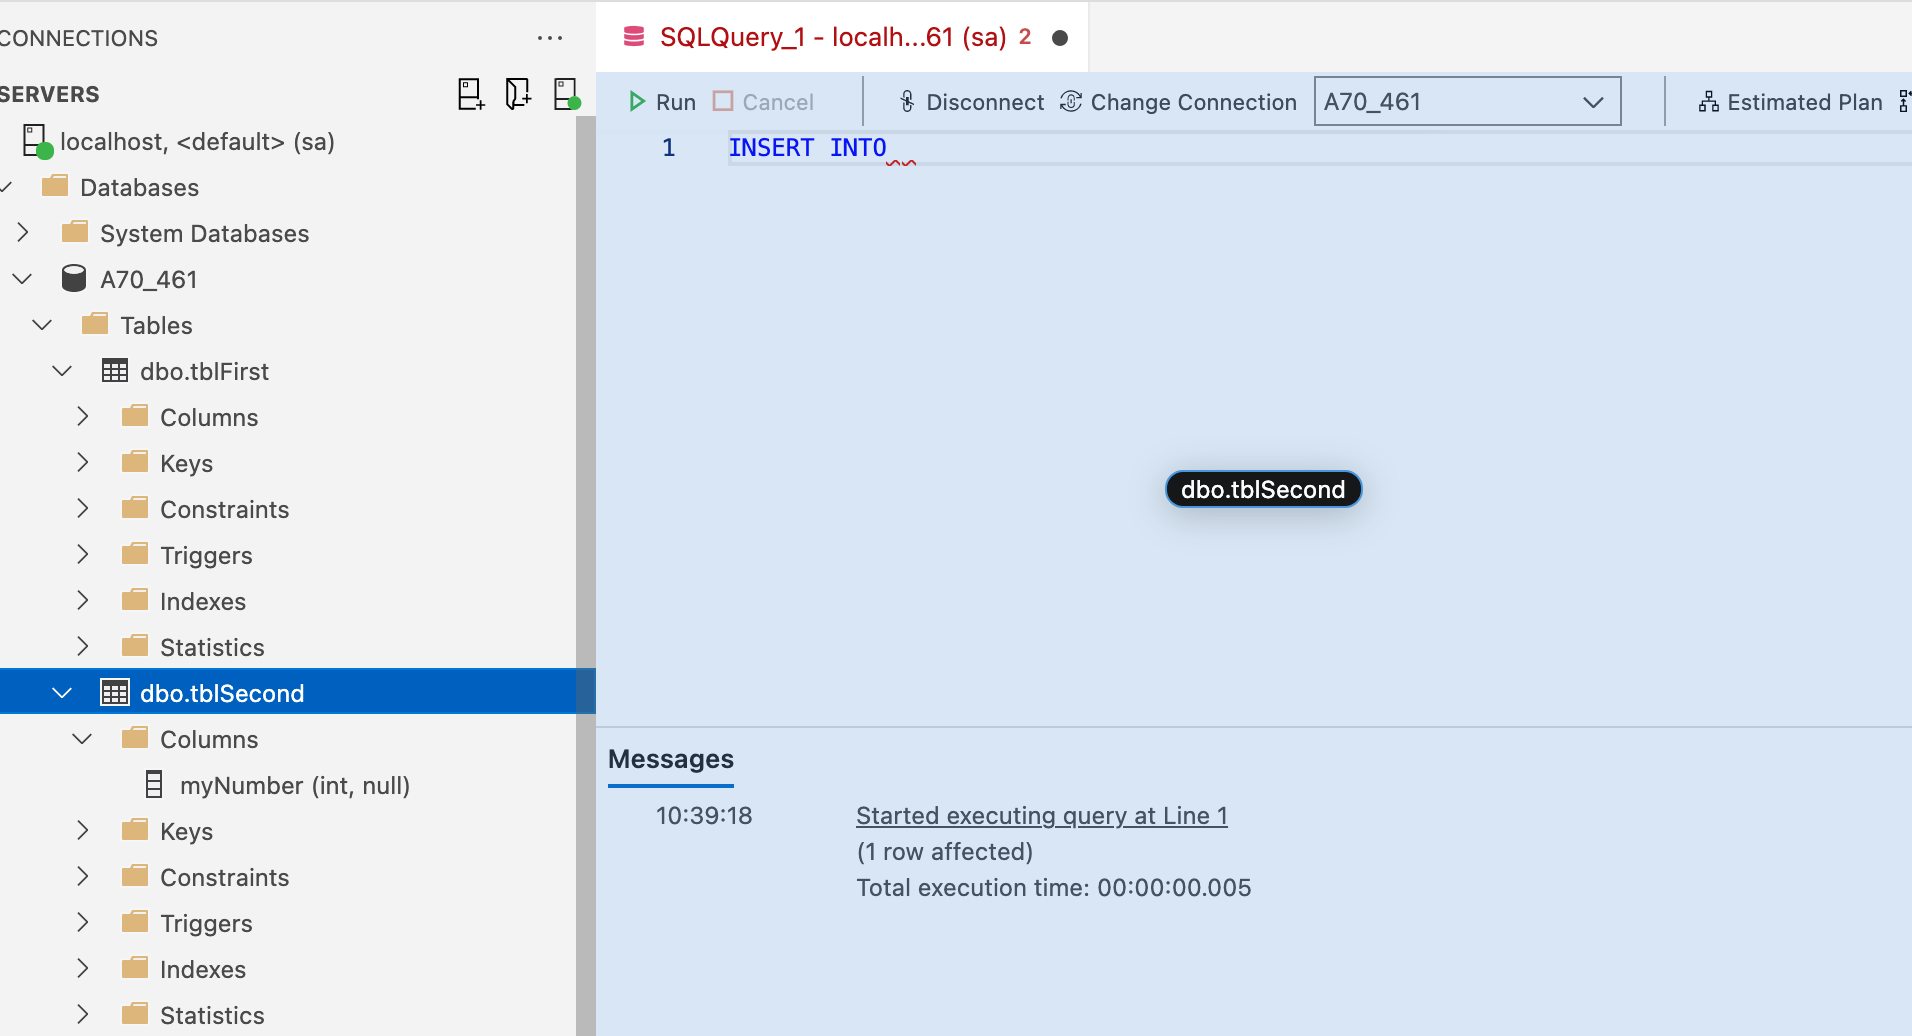 CONNECTIONS
SERVERS
localhost, <default> (sa)
Databases
System Databases
A70_461
Tables
dbo.tblFirst
Columns
Keys
Constraints
Triggers
Indexes
Statistics
dbo.tblSecond
Columns
myNumber (int, null)
Keys
Constraints
Triggers
Indexes
Statistics
SQLQuery_1 - localh...61 (sa) 2
Run Cancel Disconnect Change Connection A70_461 Estimated Plan
1 INSERT INTO
dbo.tblSecond
Messages
10:39:18 Started executing query at Line 1
(1 row affected)
Total execution time: 00:00:00.005